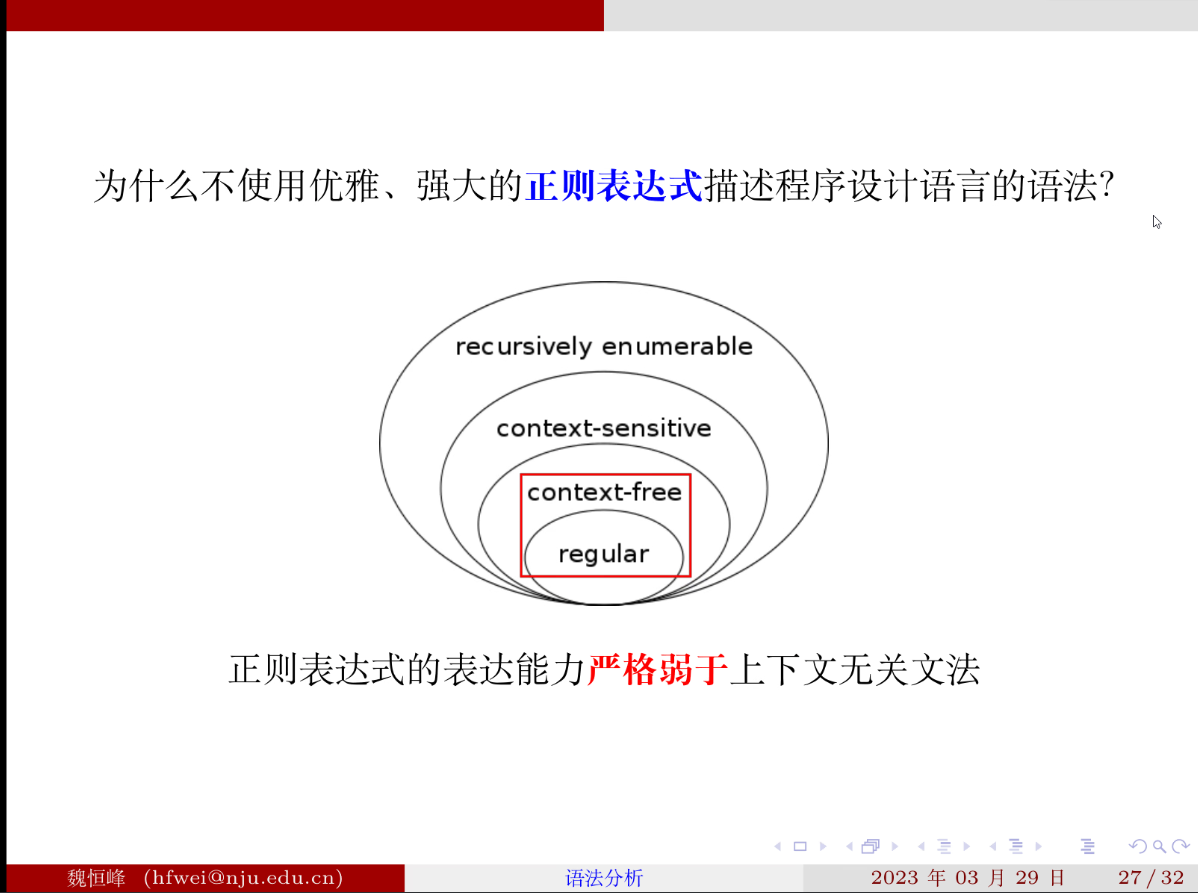 为什么不使用优雅、强大的正则表达式描述程序设计语言的语法?
recursively enumerable
context-sensitive
context-free
regular
正则表达式的表达能力严格弱于上下文无关文法
魏恒峰 (hfwei@nju.edu.cn)
语法分析
2023 年 03 月 29 日
27 / 32